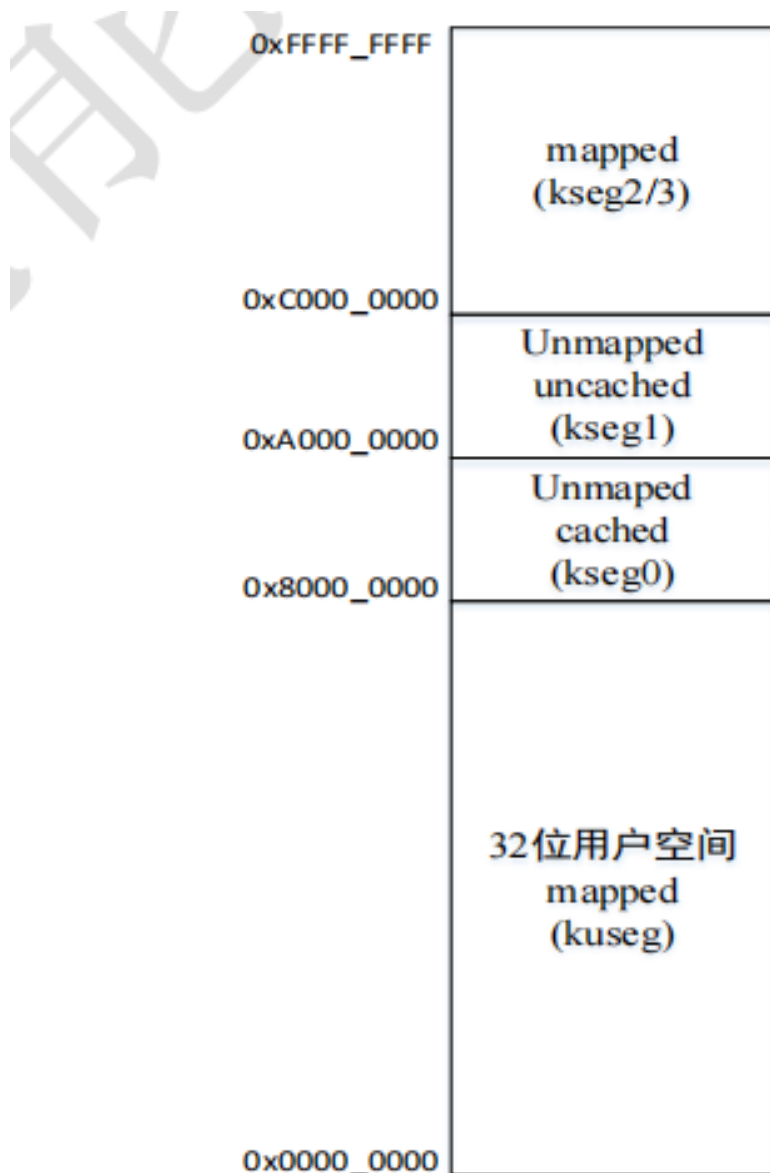 0xFFFF_FFFF
mapped
(kseg2/3)
0xC000_0000
Unmapped
uncached
(kseg1)
0xA000_0000
Unmaped
cached
(kseg0)
0x8000_0000
32位用户空间
mapped
(kuseg)
0x0000_0000